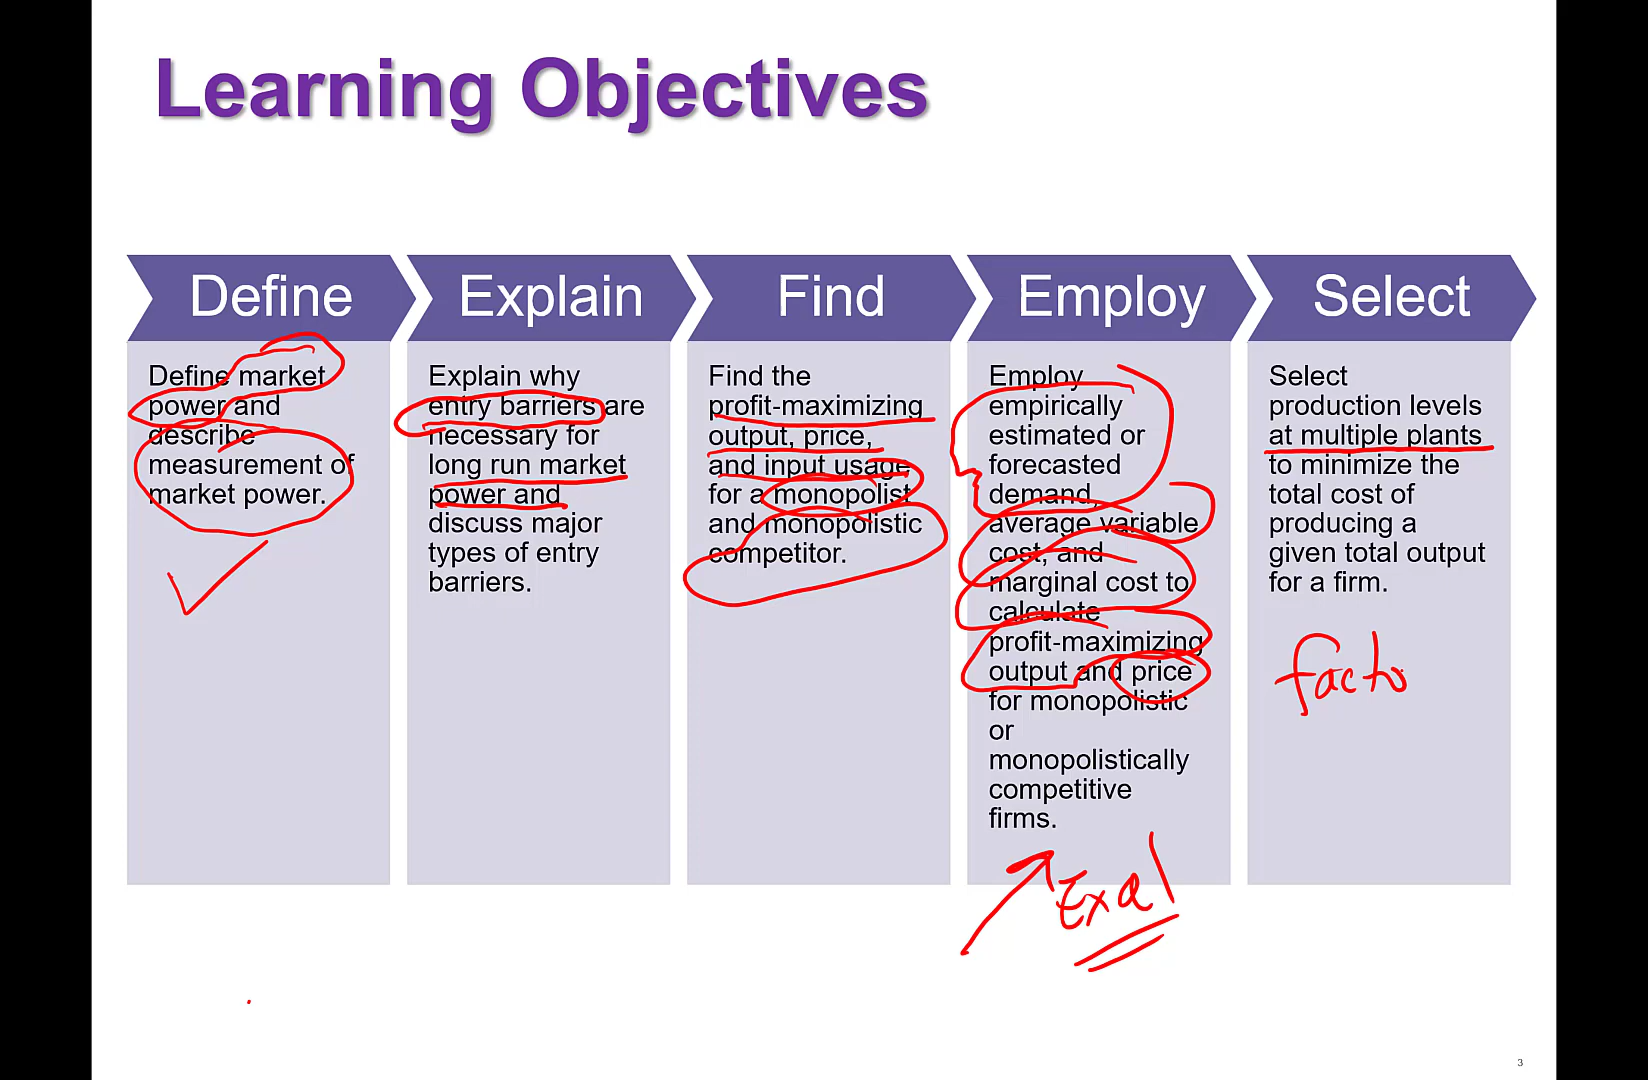 Learning Objectives
Define
Explain
Find
Employ
Select
Define market
power and
describe
measurement of
market power.
Explain why
entry barriers are
necessary for
long run market
power and
discuss major
types of entry
barriers.
Find the
profit-maximizing
output, price,
and input usage
for a monopolist
and monopolistic
competitor.
Employ
empirically
estimated or
forecasted
demand,
average variable
cost, and
marginal cost to
calculate
profit-maximizing
output and price
for monopolistic
or
monopolistically
competitive
firms.
Exal
Select
production levels
at multiple plants
to minimize the
total cost of
producing a
given total output
for a firm.
facto
3